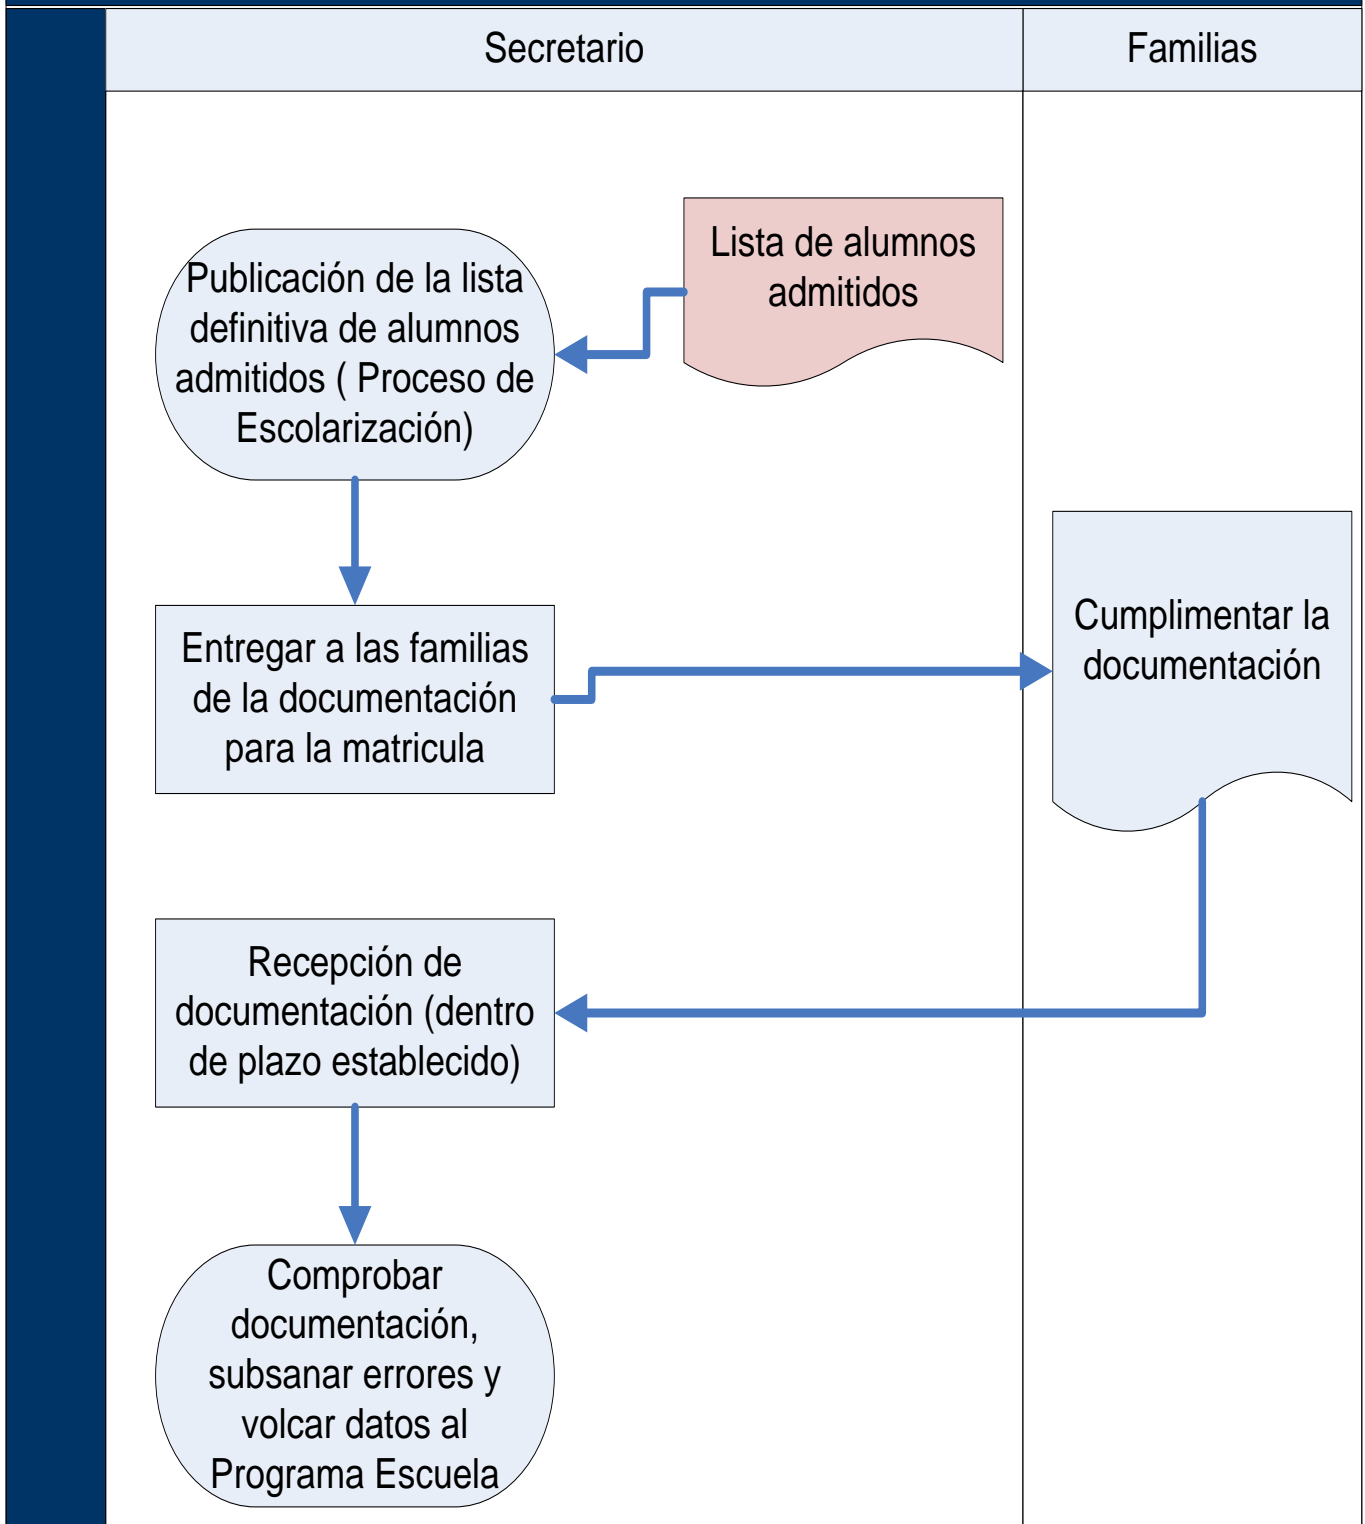 Secretario
Familias
Lista de alumnos
admitidos
Publicación de la lista
definitiva de alumnos
admitidos ( Proceso de
Escolarización)
Entregar a las familias
de la documentación
para la matricula
Cumplimentar la
documentación
Recepción de
documentación (dentro
de plazo establecido)
Comprobar
documentación,
subsanar errores y
volcar datos al
Programa Escuela